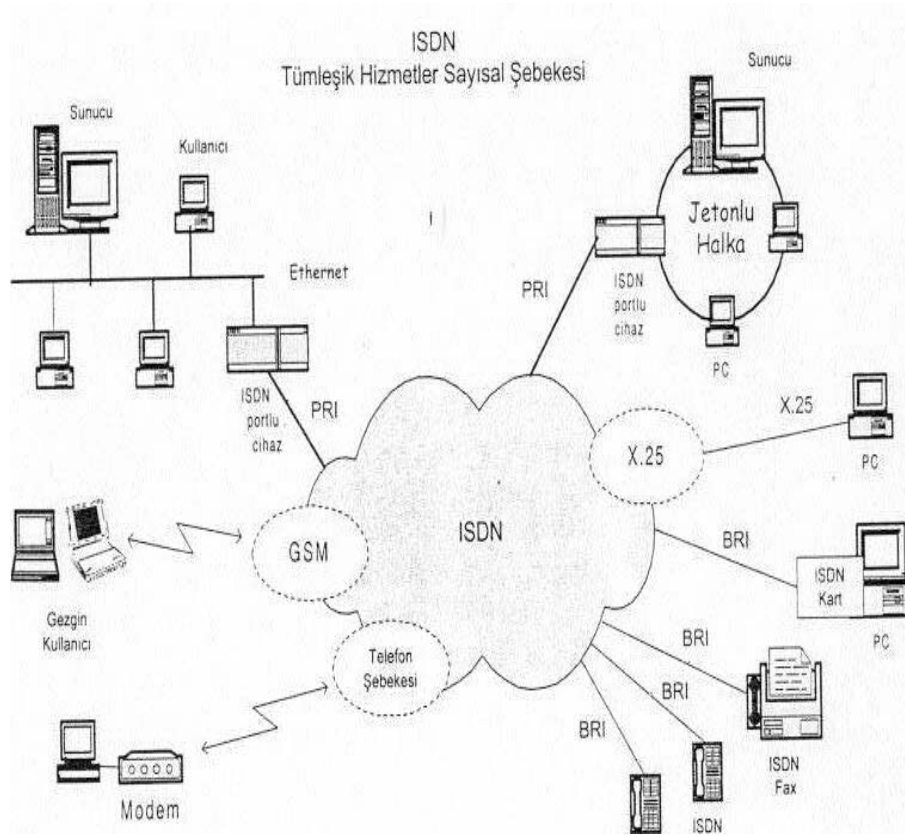 ISDN
Tümleşik Hizmetler Sayısal Şebekesi
Sunucu
Kullanıcı
Ethernet
ISDN
portlu
cihaz
PRI
Sunucu
Jetonlu
Halka
PC
ISDN
portlu
cihaz
PRI
X.25
X.25
PC
ISDN
GSM
Gezgin
Kullanıcı
BRI
ISDN
Kart
PC
Telefon
Şebekesi
BRI
BRI
BRI
ISDN
Fax
Modem
ISDN